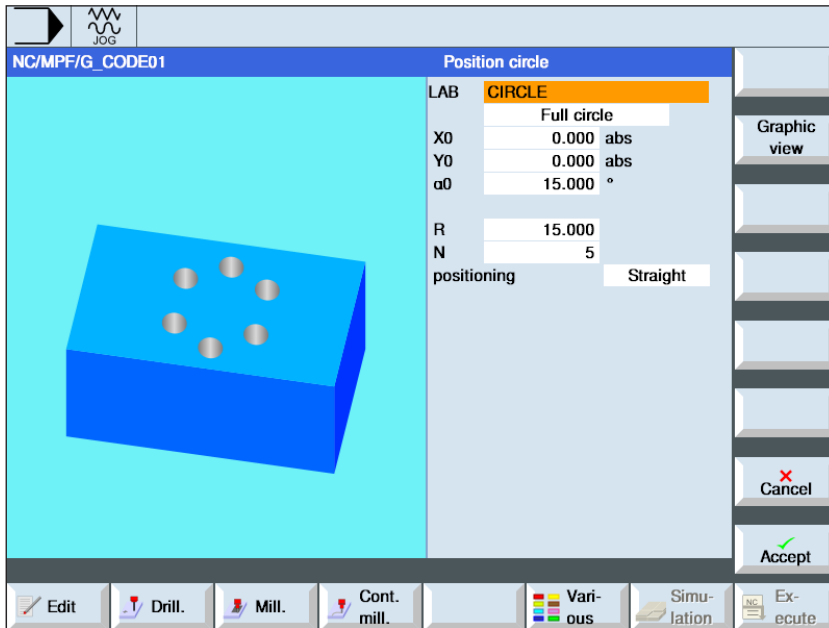 JOG
NC/MPF/G_CODE01
Position circle
LAB CIRCLE
Full circle
X0 0.000 abs
Y0 0.000 abs
α0 15.000 °
R 15.000
N 5
positioning Straight
Graphic
view
Cancel
Accept
Edit
Drill.
Mill.
Cont.
mill.
Vari-
ous
Simu-
lation
NC
Ex-
ecute